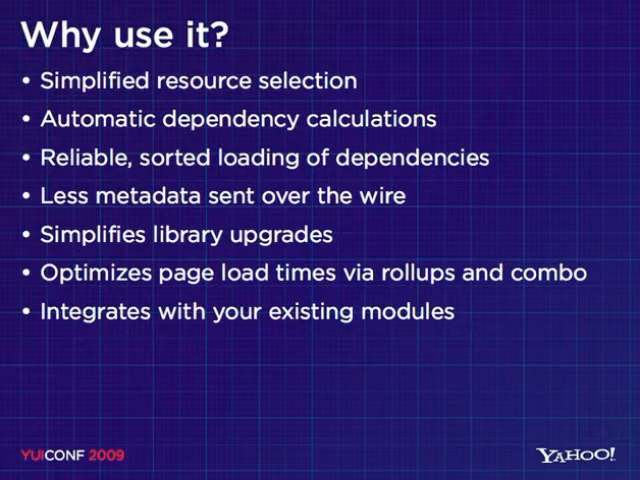 Why use it?
• Simplified resource selection
• Automatic dependency calculations
• Reliable, sorted loading of dependencies
• Less metadata sent over the wire
• Simplifies library upgrades
• Optimizes page load times via rollups and combo
• Integrates with your existing modules
YUICONF 2009
YAHOO!